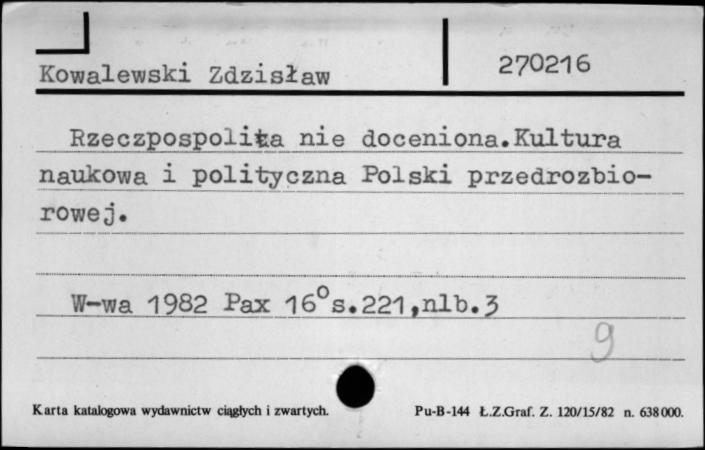 Kowalewski Zdzisław
270216
Rzeczpospolita nie doceniona.Kultura
naukowa i polityczna Polski przedrozbio-
rowej.
W-wa 1982 Pax 16°s.221,nlb.3
9
Karta katalogowa wydawnictw ciągłych i zwartych.
Pu-B-144 Ł.Z.Graf. Z. 120/15/82 n. 638000.